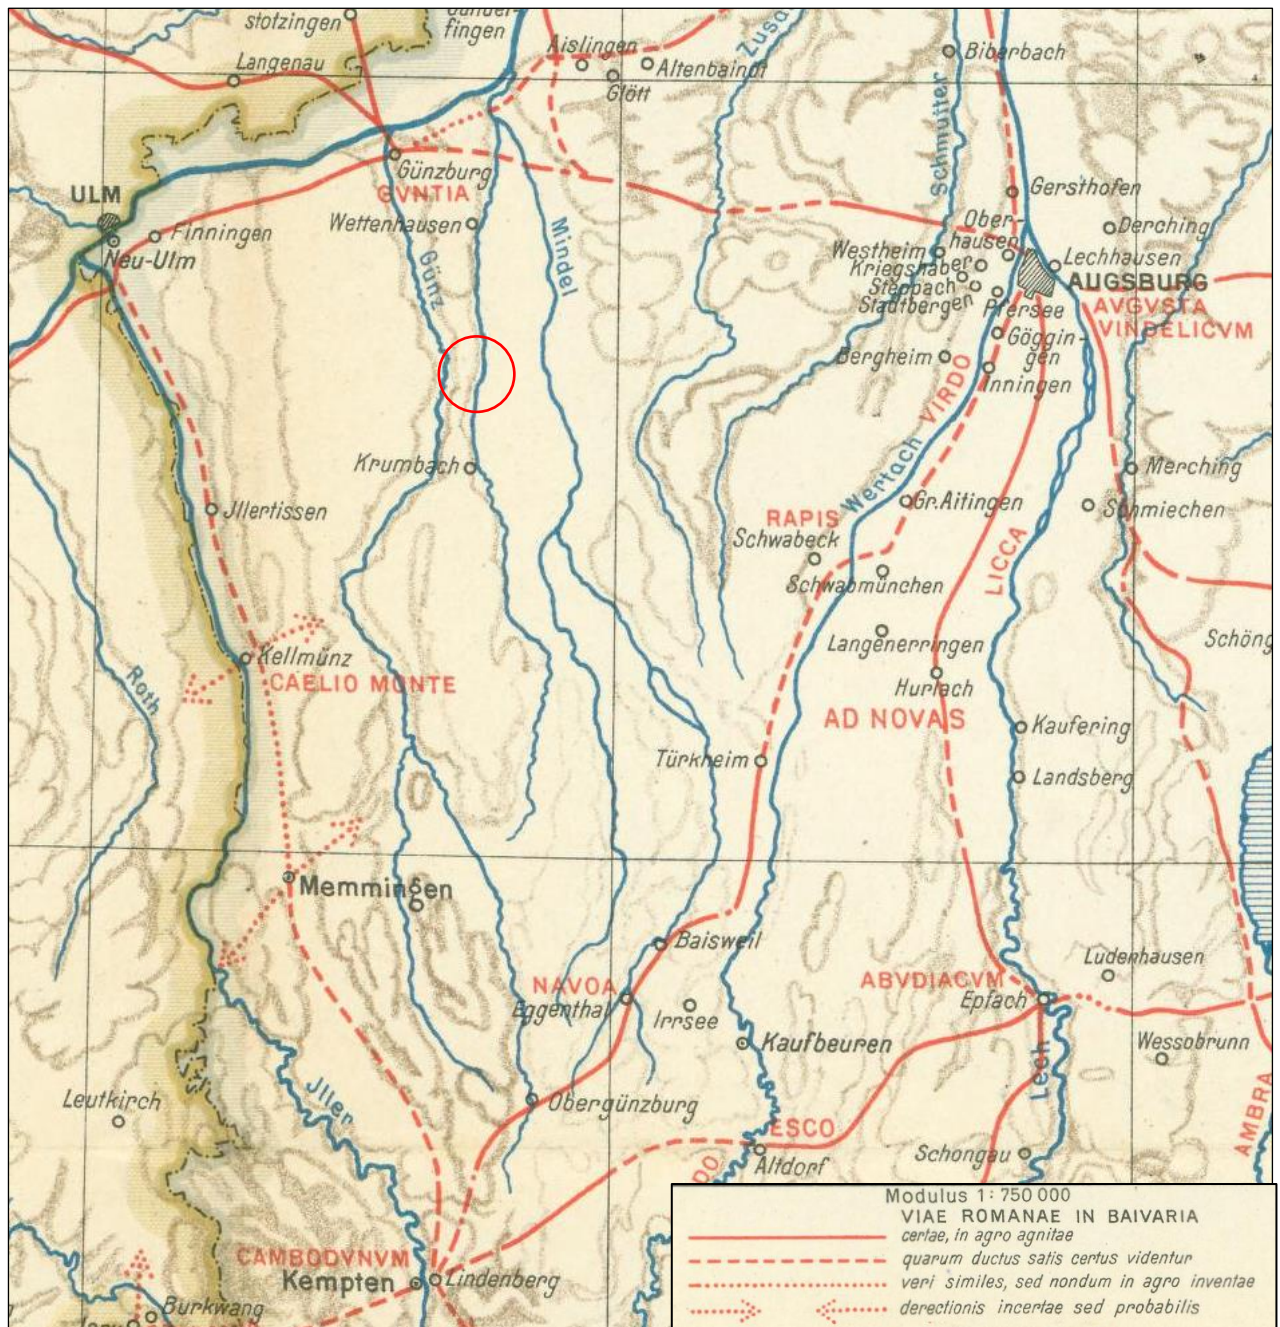 stotzingen
Gundel-
fingen
Langenau
Aislingen
Altenbaindt
Glött
Zusa
Biberbach
Schmutter
Günzburg
GVNTIA
ULM
Wettenhausen
Finningen
Neu-Ulm
Günz
Mindel
Gersthofen
Ober-
hausen
Derching
Westheim
Kriegshaber
Steppach
Stadtbergen
Lechhausen
AUGSBURG
AVGVSTA
VINDELICVM
Pfersee
Göggin-
gen
Bergheim
Inningen
VIRDO
Wertach
Krumbach
Merching
Jllertissen
Gr.Aitingen
Schmiechen
RAPIS
Schwabeck
Schwabmünchen
LICCA
Langenerringen
Schöng
Kellmünz
CAELIO MONTE
Roth
Hurlach
AD NOVAS
Kaufering
Türkheim
Landsberg
Memmingen
Baisweil
Ludenhausen
NAVOA
Eggenthal
ABVDIACVM
Epfach
Irrsee
Kaufbeuren
Wessobrunn
Leutkirch
Jller
Obergünzburg
Lech
AMBRA
ESCO
Altdorf
Schongau
DO
CAMBODVNVM
Kempten
Lindenberg
Burkwang
Modulus 1:750 000
VIAE ROMANAE IN BAIVARIA
certae, in agro agnitae
quarum ductus satis certus videntur
veri similes, sed nondum in agro inventae
derectionis incertae sed probabilis